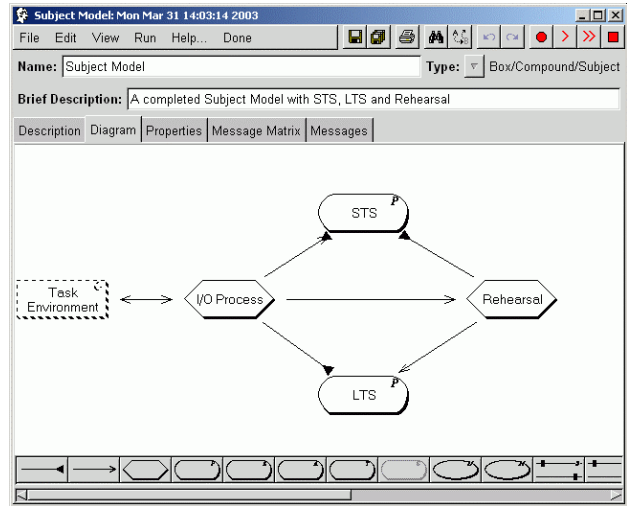 Subject Model: Mon Mar 31 14:03:14 2003
File Edit View Run Help... Done
Name: Subject Model Type: Box/Compound/Subject
Brief Description: A completed Subject Model with STS, LTS and Rehearsal
Description Diagram Properties Message Matrix Messages
P
STS
Task
Environment
I/O Process
Rehearsal
P
LTS